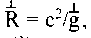 R̄ = c²/ḡ,